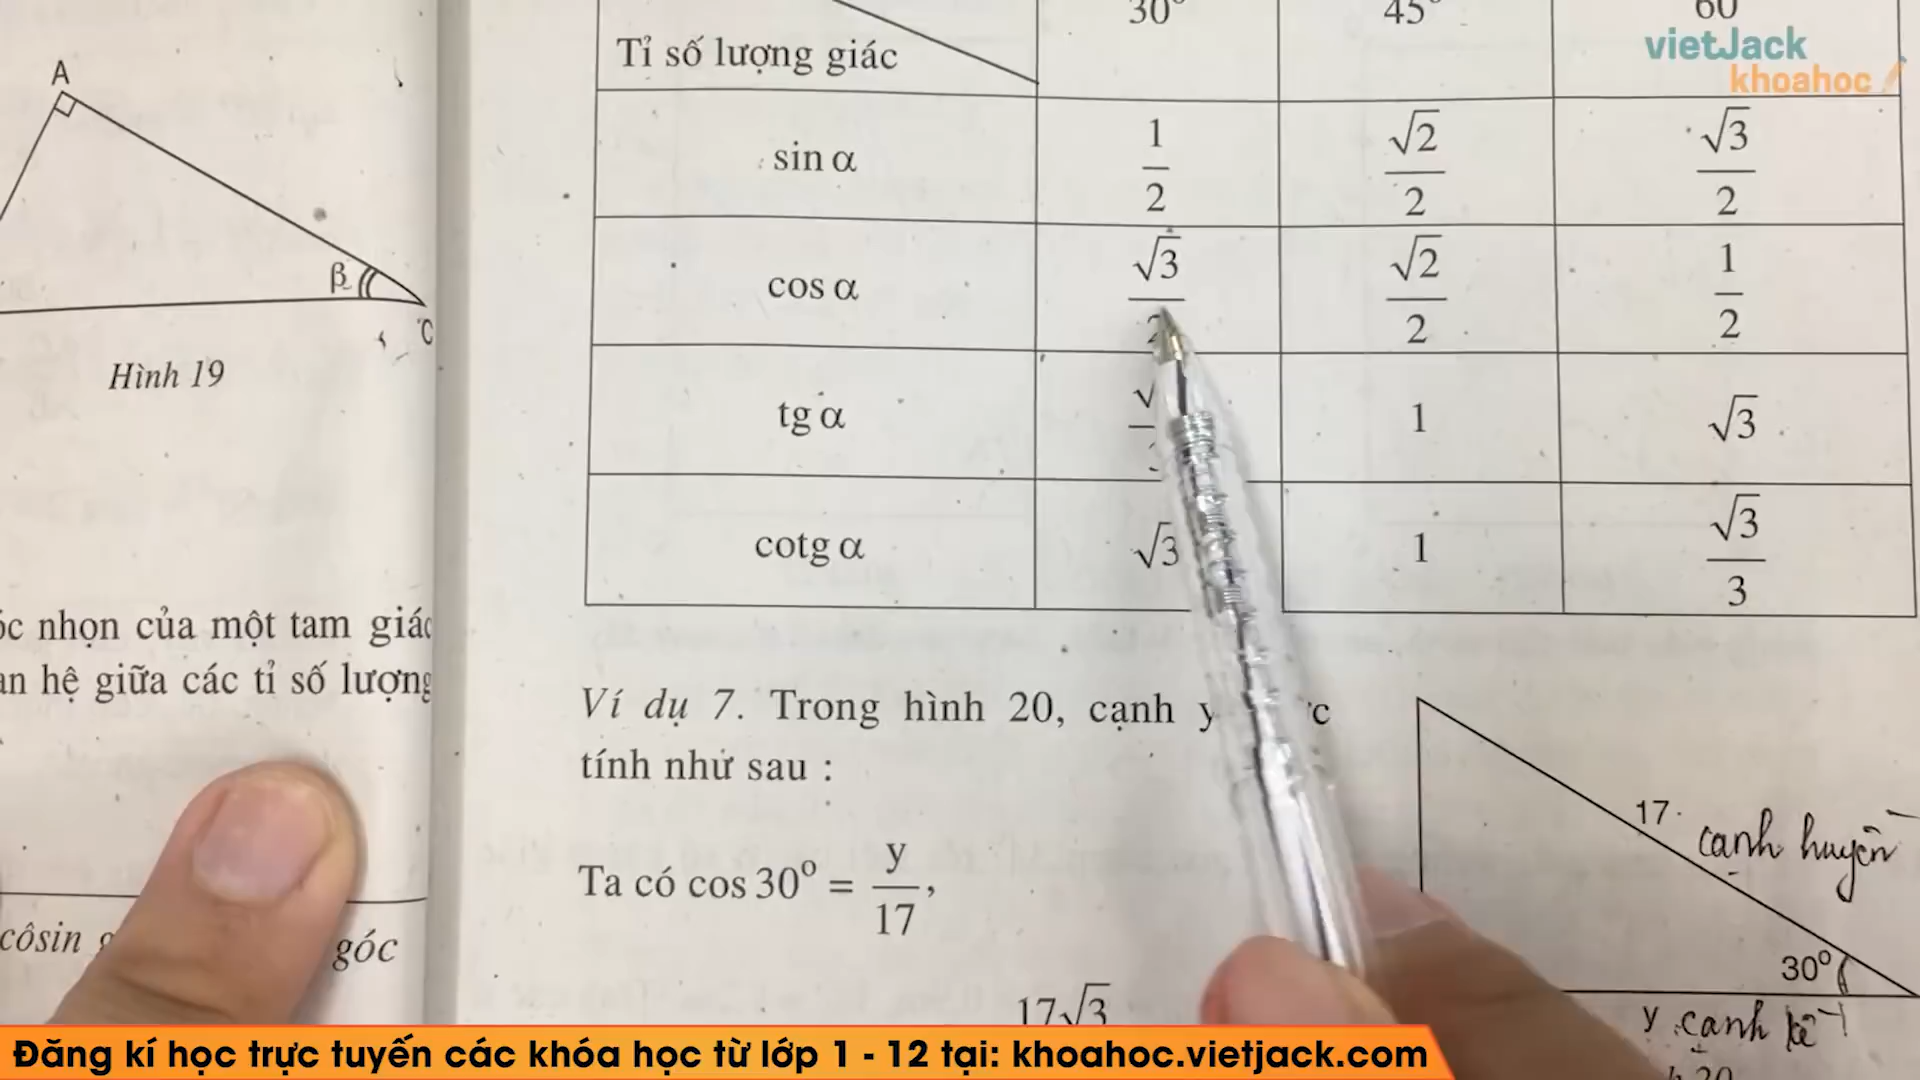 A
β
C
Hình 19
nhọn của một tam giác
hệ giữa các tỉ số lượng
côsin
góc
30°
45°
60
Tỉ số lượng giác
sin α
1/2
√2/2
√3/2
cos α
√3/2
√2/2
1/2
tg α
√
1
√3
cotg α
√3
1
√3/3
Ví dụ 7. Trong hình 20, cạnh y
tính như sau :
Ta có cos 30° = y/17,
17√3
17
cạnh huyền
30°
y cạnh kề
vietJack
khoahoc
Đăng kí học trực tuyến các khóa học từ lớp 1 - 12 tại: khoahoc.vietjack.com